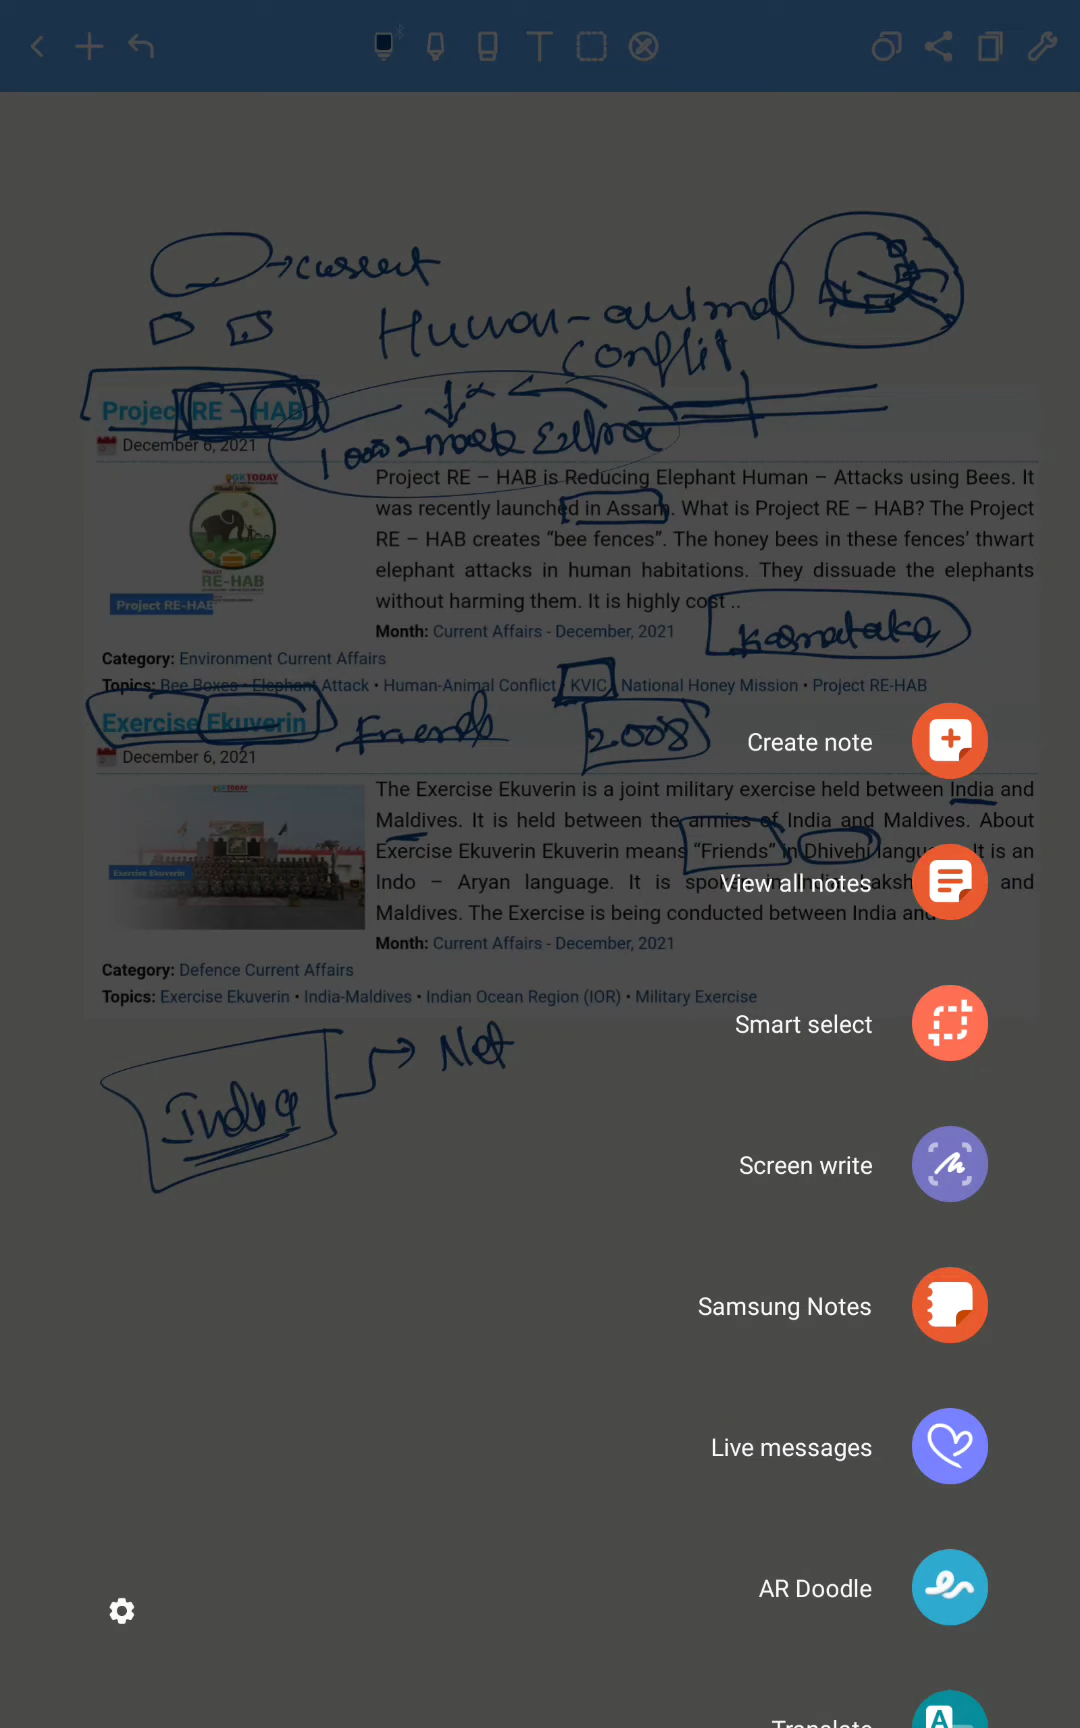 → current
Human-animal
conflict
Project RE – HAB
December 6, 2021
Extra
GKTODAY
Project RE – HAB is Reducing Elephant Human – Attacks using Bees. It
was recently launched in Assam. What is Project RE – HAB? The Project
RE – HAB creates “bee fences”. The honey bees in these fences’ thwart
elephant attacks in human habitations. They dissuade the elephants
without harming them. It is highly cost ..
RE-HAB
Project RE-HAB
Month: Current Affairs - December, 2021
Karnataka
Category: Environment Current Affairs
Topics: Bee Boxes • Elephant Attack • Human-Animal Conflict • KVIC • National Honey Mission • Project RE-HAB
Exercise Ekuverin
Friends
2008
December 6, 2021
Create note
GKTODAY
The Exercise Ekuverin is a joint military exercise held between India and
Maldives. It is held between the armies of India and Maldives. About
Exercise Ekuverin Ekuverin means “Friends” in Dhivehi It is an
Indo – Aryan language. It is and
Maldives. The Exercise is being conducted between India and
Exercise Ekuverin
View all notes
Month: Current Affairs - December, 2021
Category: Defence Current Affairs
Topics: Exercise Ekuverin • India-Maldives • Indian Ocean Region (IOR) • Military Exercise
India → Not
Smart select
Screen write
Samsung Notes
Live messages
AR Doodle
Translate